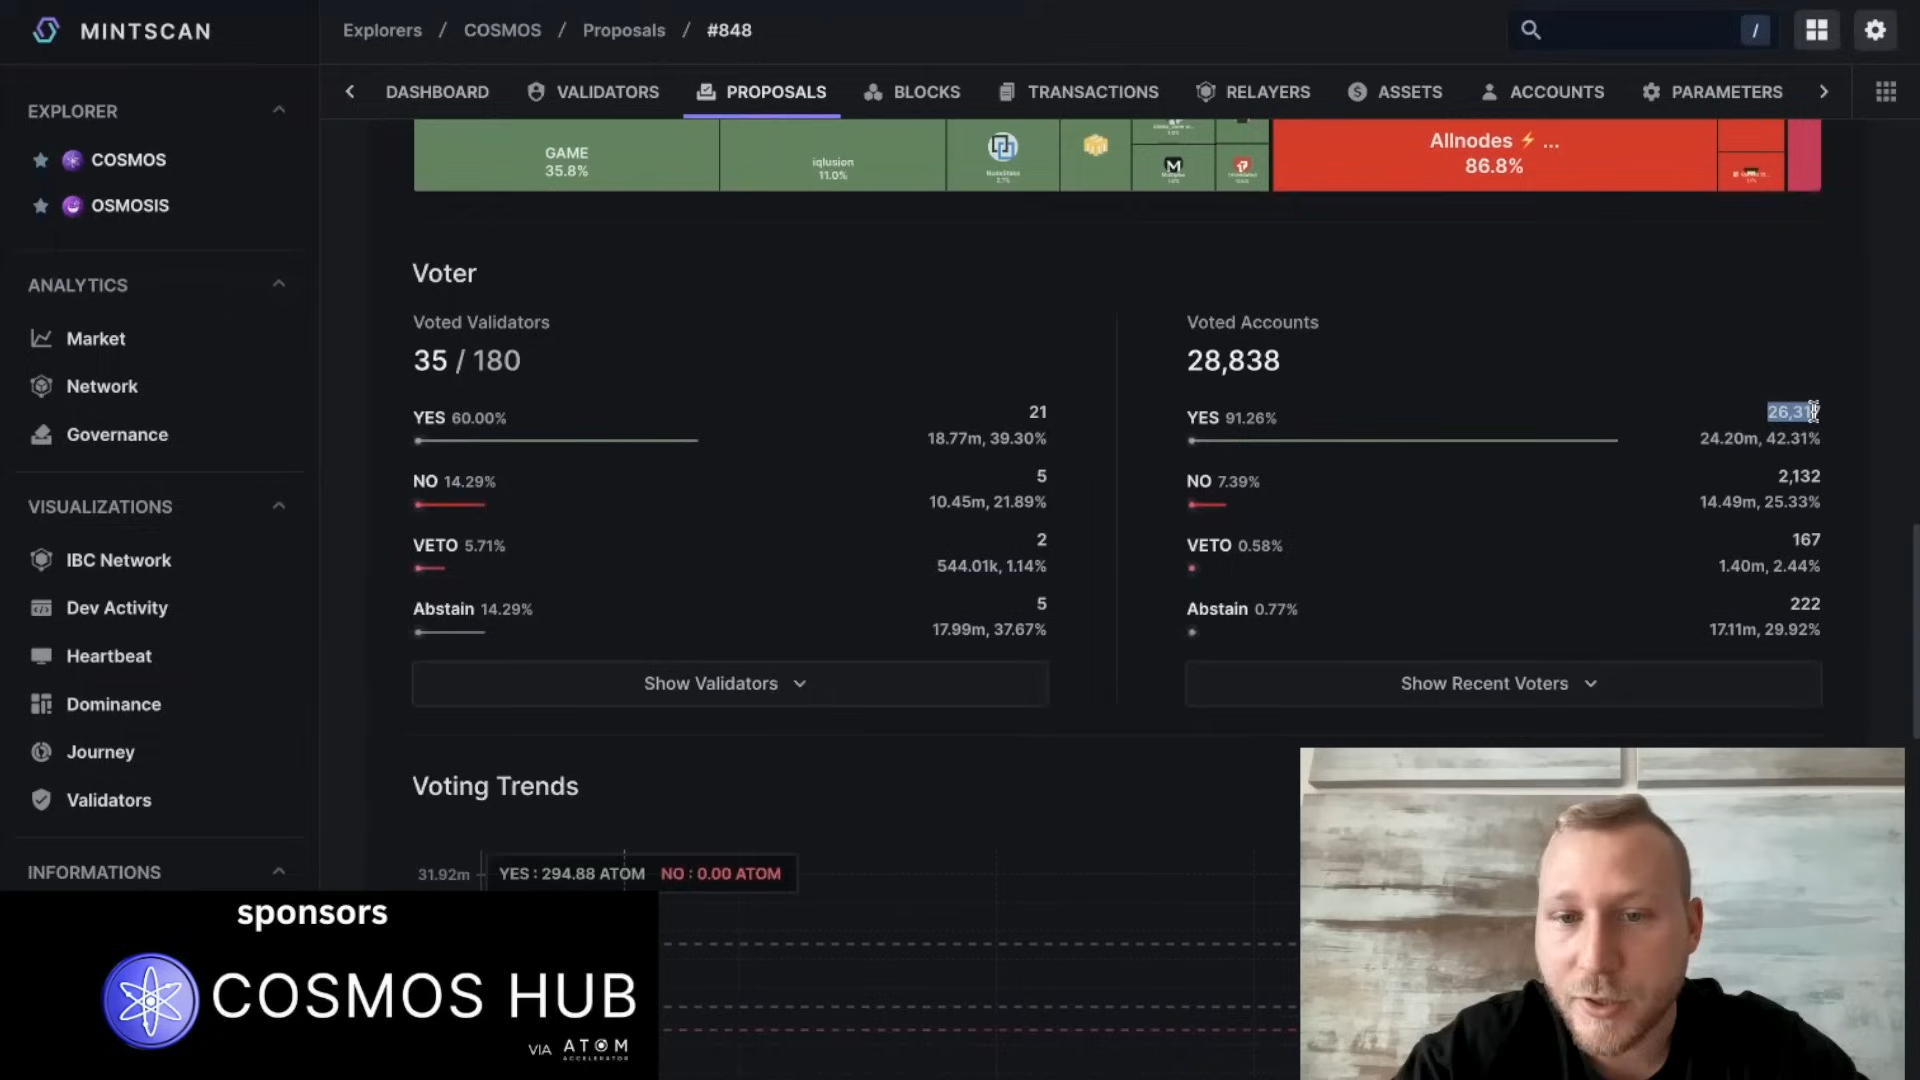 MINTSCAN
Explorers / COSMOS / Proposals / #848
/
EXPLORER
COSMOS
OSMOSIS
ANALYTICS
Market
Network
Governance
VISUALIZATIONS
IBC Network
Dev Activity
Heartbeat
Dominance
Journey
Validators
INFORMATIONS
DASHBOARD VALIDATORS PROPOSALS BLOCKS TRANSACTIONS RELAYERS ASSETS ACCOUNTS PARAMETERS
GAME
35.8%
iqlusion
11.0%
Allnodes ⚡ ...
86.8%
Voter
Voted Validators
35 / 180
YES 60.00% 21
18.77m, 39.30%
NO 14.29% 5
10.45m, 21.89%
VETO 5.71% 2
544.01k, 1.14%
Abstain 14.29% 5
17.99m, 37.67%
Show Validators
Voted Accounts
28,838
YES 91.26% 26,317
24.20m, 42.31%
NO 7.39% 2,132
14.49m, 25.33%
VETO 0.58% 167
1.40m, 2.44%
Abstain 0.77% 222
17.11m, 29.92%
Show Recent Voters
Voting Trends
31.92m
YES : 294.88 ATOM NO : 0.00 ATOM
sponsors
COSMOS HUB
VIA ATOM
ACCELERATOR